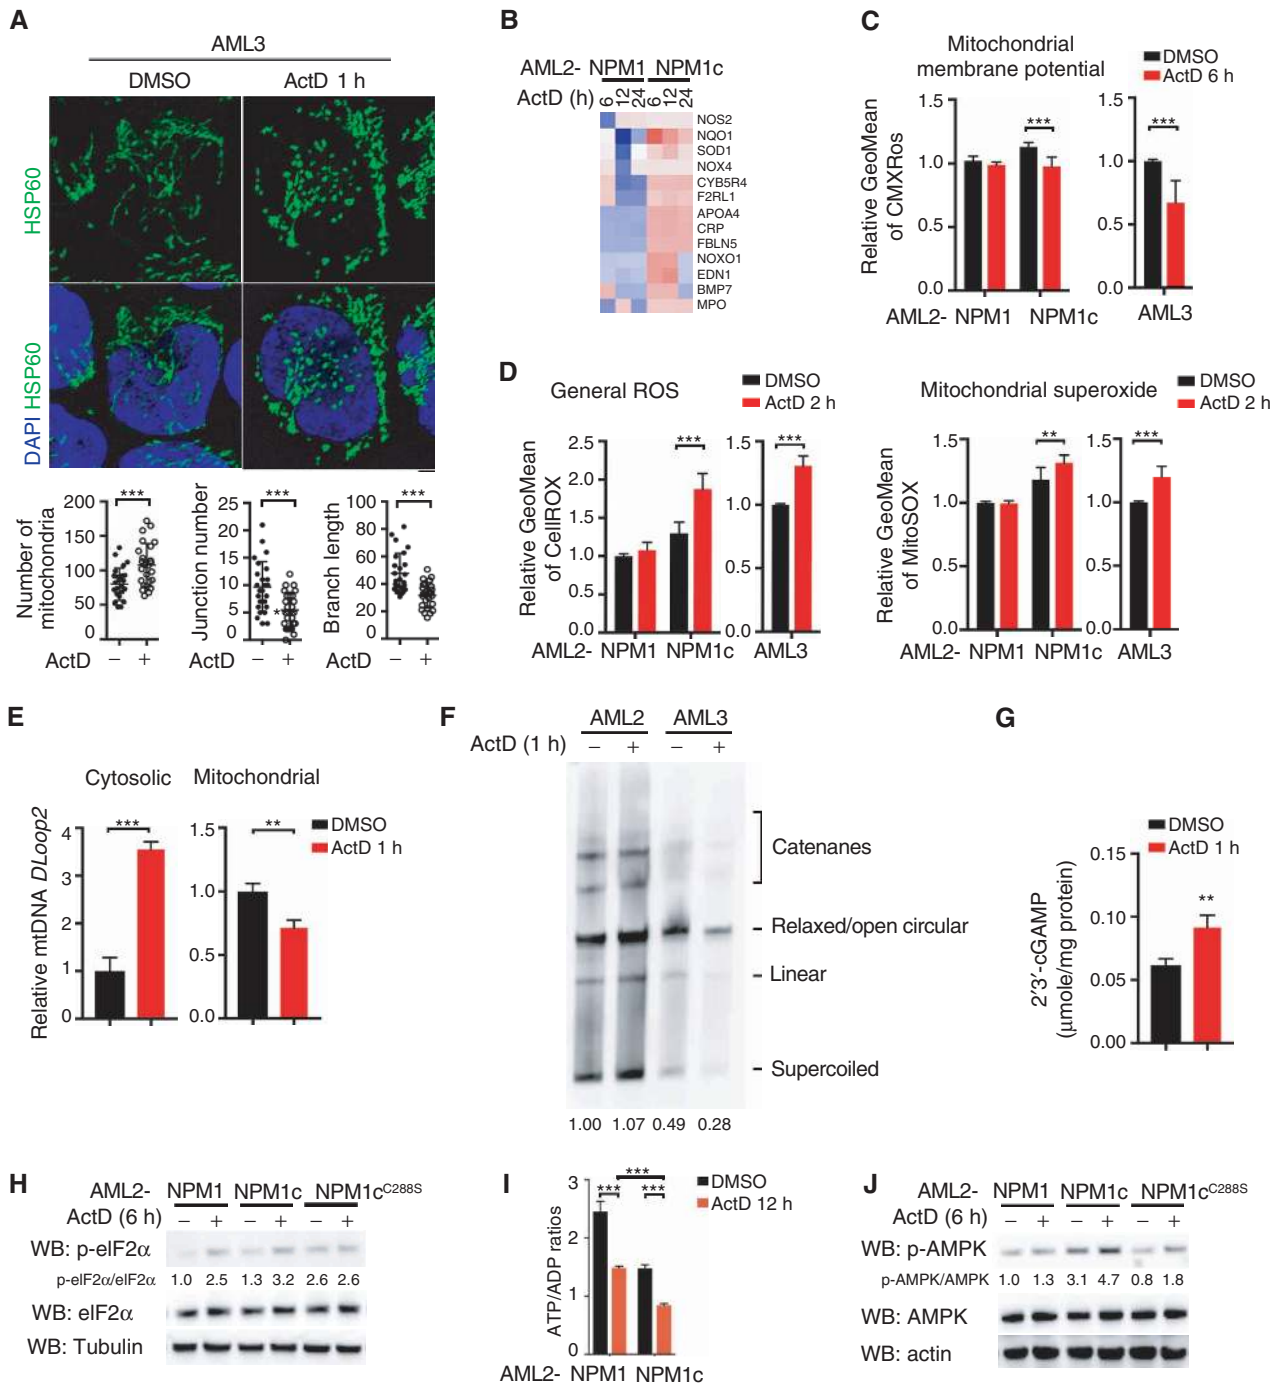 A
AML3
DMSO ActD 1 h
HSP60
DAPI HSP60
Number of mitochondria
200
150
100
50
0
***
ActD − +
Junction number
25
20
15
10
5
0
***
*
ActD − +
Branch length
100
80
60
40
20
0
***
ActD − +
B
AML2- NPM1 NPM1c
ActD (h) 6 12 24 6 12 24
NOS2
NQO1
SOD1
NOX4
CYB5R4
F2RL1
APOA4
CRP
FBLN5
NOXO1
EDN1
BMP7
MPO
C
Mitochondrial
membrane potential
DMSO
ActD 6 h
Relative GeoMean
of CMXRos
1.5
1.0
0.5
0.0
***
AML2- NPM1 NPM1c
1.5
1.0
0.5
0.0
***
AML3
D
General ROS
DMSO
ActD 2 h
Relative GeoMean
of CellROX
2.5
2.0
1.5
1.0
0.5
0.0
***
AML2- NPM1 NPM1c
1.5
1.0
0.5
0.0
***
AML3
Mitochondrial superoxide
DMSO
ActD 2 h
Relative GeoMean
of MitoSOX
1.5
1.0
0.5
0.0
**
AML2- NPM1 NPM1c
1.5
1.0
0.5
0.0
***
AML3
E
Cytosolic Mitochondrial
DMSO
ActD 1 h
Relative mtDNA DLoop2
4
3
2
1
0
***
1.5
1.0
0.5
0.0
**
F
AML2 AML3
ActD (1 h) − + − +
Catenanes
Relaxed/open circular
Linear
Supercoiled
1.00 1.07 0.49 0.28
G
DMSO
ActD 1 h
2′3′-cGAMP
(μmole/mg protein)
0.15
0.10
0.05
0.00
**
H
AML2- NPM1 NPM1c NPM1cC288S
ActD (6 h) − + − + − +
WB: p-eIF2α
p-eIF2α/eIF2α 1.0 2.5 1.3 3.2 2.6 2.6
WB: eIF2α
WB: Tubulin
I
DMSO
ActD 12 h
ATP/ADP ratios
3
2
1
0
***
*** ***
AML2- NPM1 NPM1c
J
AML2- NPM1 NPM1c NPM1cC288S
ActD (6 h) − + − + − +
WB: p-AMPK
p-AMPK/AMPK 1.0 1.3 3.1 4.7 0.8 1.8
WB: AMPK
WB: actin